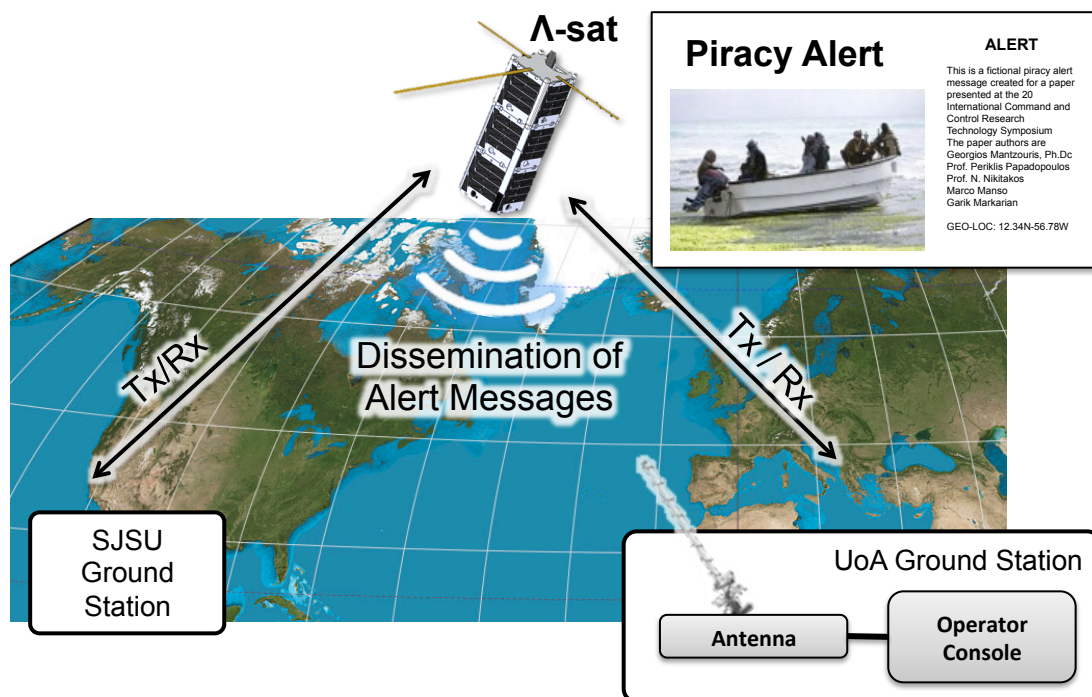 Λ-sat
Piracy Alert
ALERT
This is a fictional piracy alert
message created for a paper
presented at the 20
International Command and
Control Research
Technology Symposium
The paper authors are
Georgios Mantzouris, Ph.Dc
Prof. Periklis Papadopoulos
Prof. N. Nikitakos
Marco Manso
Garik Markarian
GEO-LOC: 12.34N-56.78W
Tx/Rx
Dissemination of
Alert Messages
Tx / Rx
SJSU
Ground
Station
UoA Ground Station
Antenna
Operator
Console